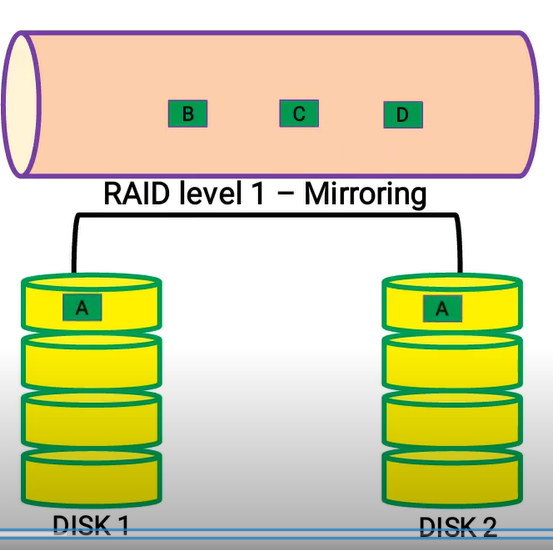 B C D
RAID level 1 – Mirroring
A A
DISK 1 DISK 2